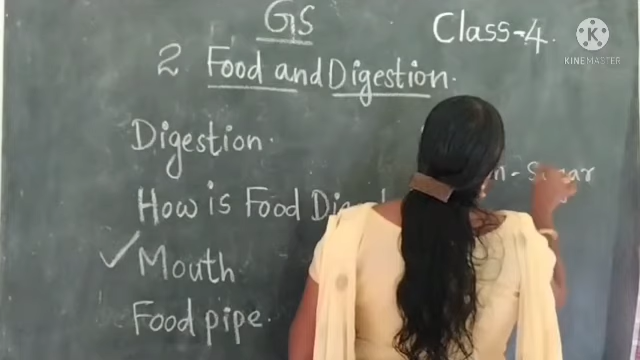 GS
Class-4.
KINEMASTER
2 Food and Digestion.
Digestion.
How is Food
Mouth
Food pipe.